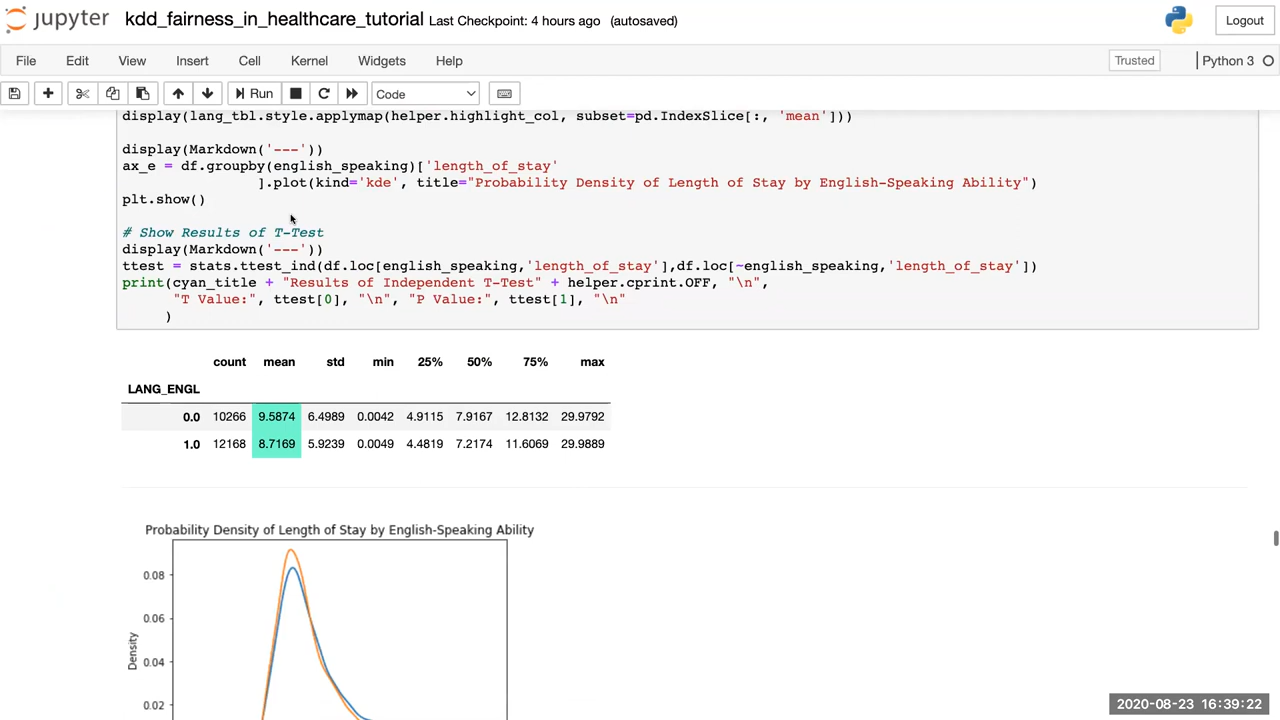 jupyter kdd_fairness_in_healthcare_tutorial Last Checkpoint: 4 hours ago (autosaved)
Logout
File Edit View Insert Cell Kernel Widgets Help
Trusted Python 3
Run Code
display(lang_tbl.style.applymap(helper.highlight_col, subset=pd.IndexSlice[:, 'mean']))
display(Markdown('---'))
ax_e = df.groupby(english_speaking)['length_of_stay'
].plot(kind='kde', title="Probability Density of Length of Stay by English-Speaking Ability")
plt.show()
# Show Results of T-Test
display(Markdown('---'))
ttest = stats.ttest_ind(df.loc[english_speaking,'length_of_stay'],df.loc[~english_speaking,'length_of_stay'])
print(cyan_title + "Results of Independent T-Test" + helper.cprint.OFF, "\n",
"T Value:", ttest[0], "\n", "P Value:", ttest[1], "\n"
)
count mean std min 25% 50% 75% max
LANG_ENGL
0.0 10266 9.5874 6.4989 0.0042 4.9115 7.9167 12.8132 29.9792
1.0 12168 8.7169 5.9239 0.0049 4.4819 7.2174 11.6069 29.9889
Probability Density of Length of Stay by English-Speaking Ability
0.08
0.06
Density
0.04
0.02
2020-08-23 16:39:22